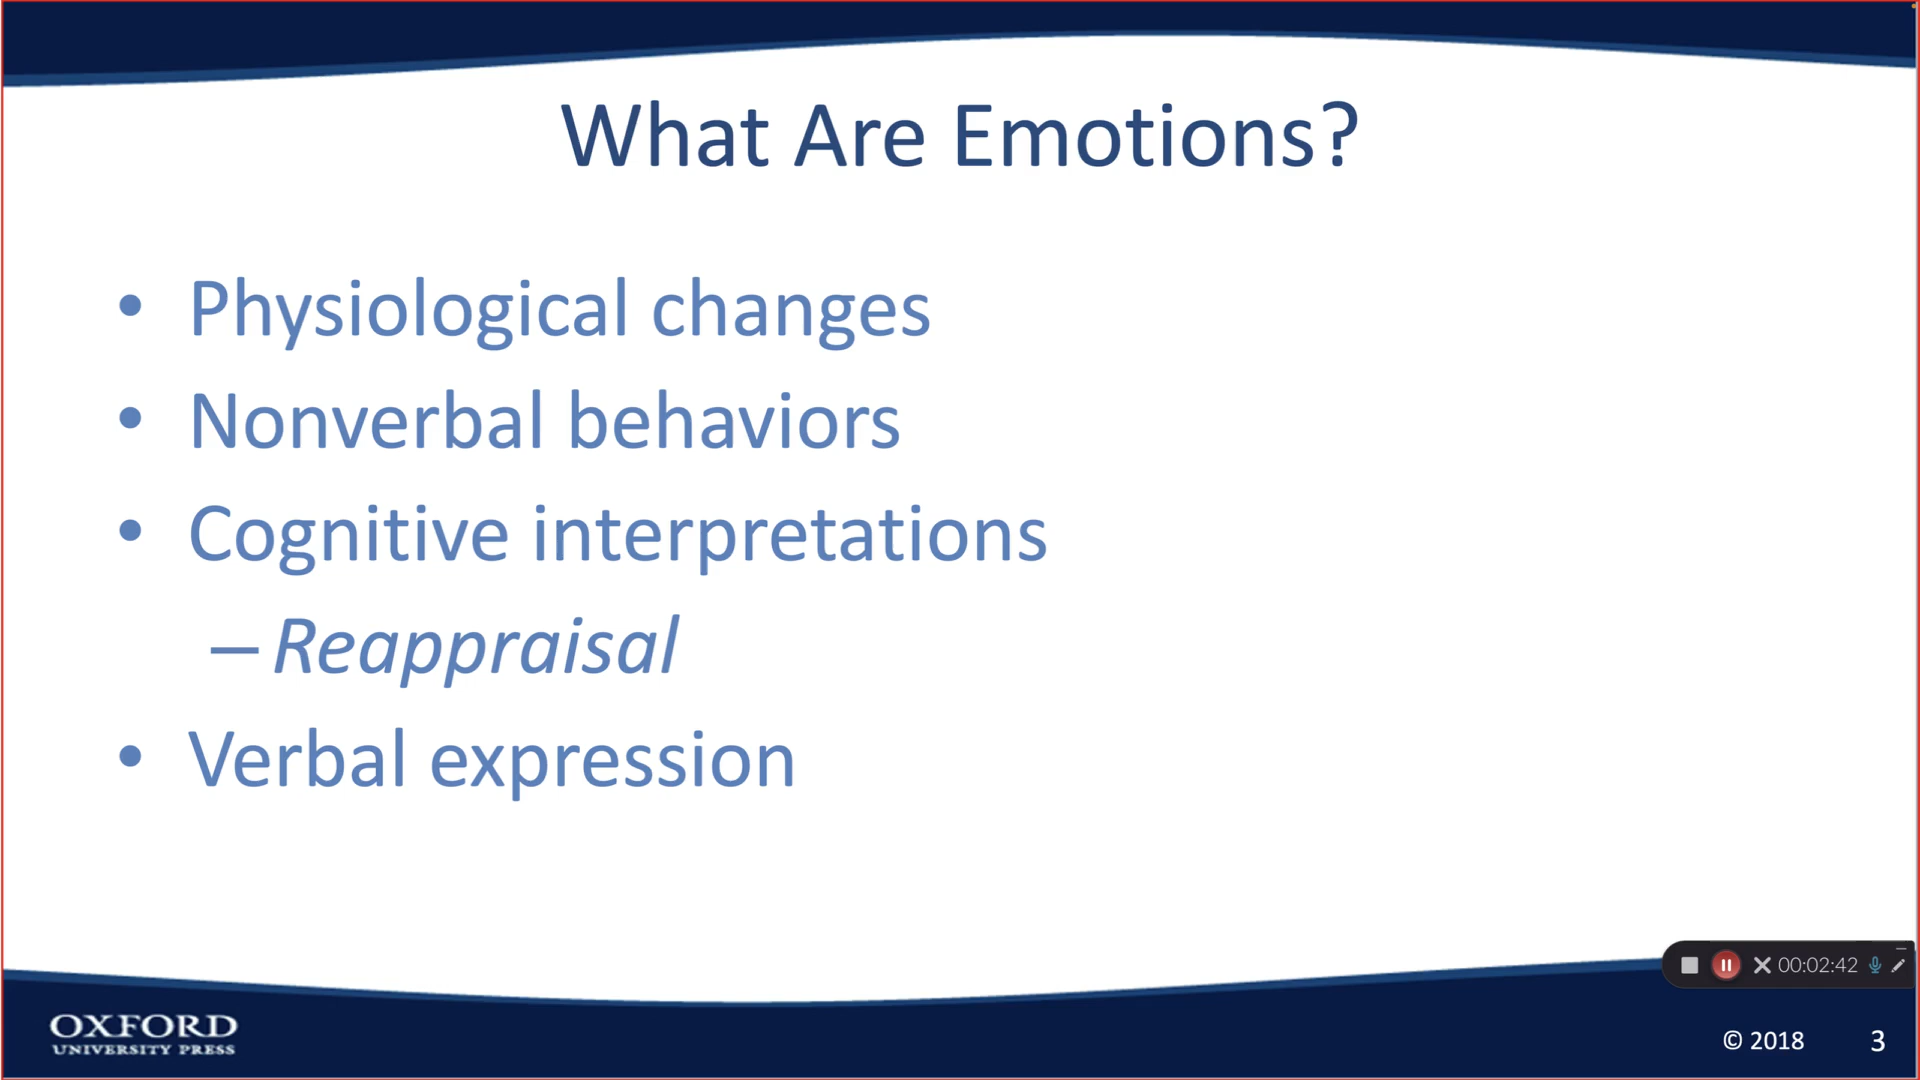 What Are Emotions?
• Physiological changes
• Nonverbal behaviors
• Cognitive interpretations
– Reappraisal
• Verbal expression
00:02:42
OXFORD
UNIVERSITY PRESS
© 2018
3